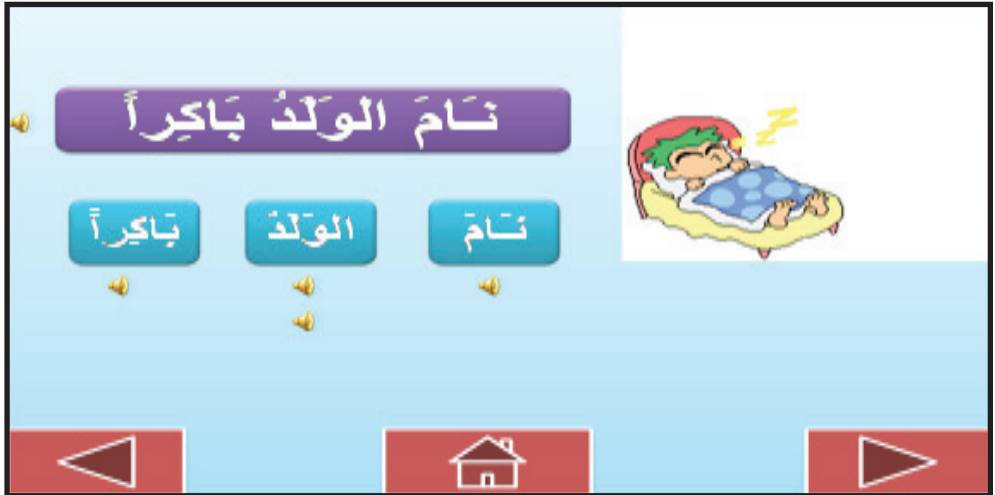 نَامَ الوَلَدُ بَاكِراً
نَامَ الوَلَدُ بَاكِراً
z z